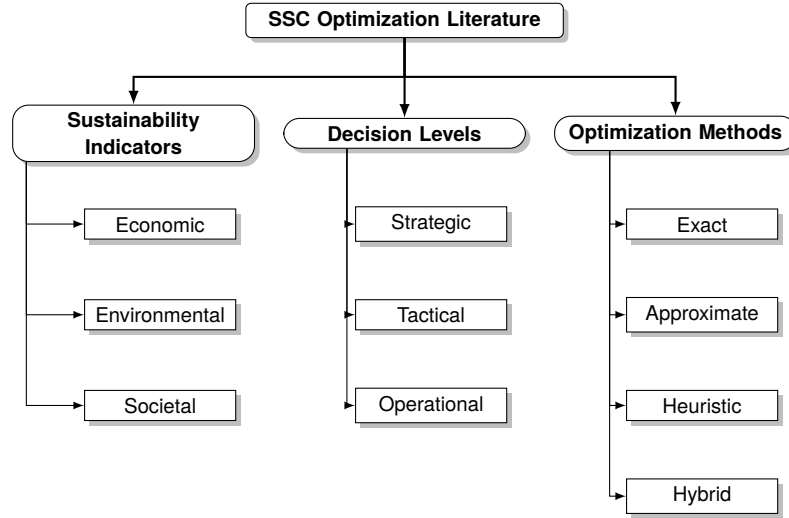 SSC Optimization Literature
Sustainability
Indicators
Decision Levels
Optimization Methods
Economic
Strategic
Exact
Environmental
Tactical
Approximate
Societal
Operational
Heuristic
Hybrid